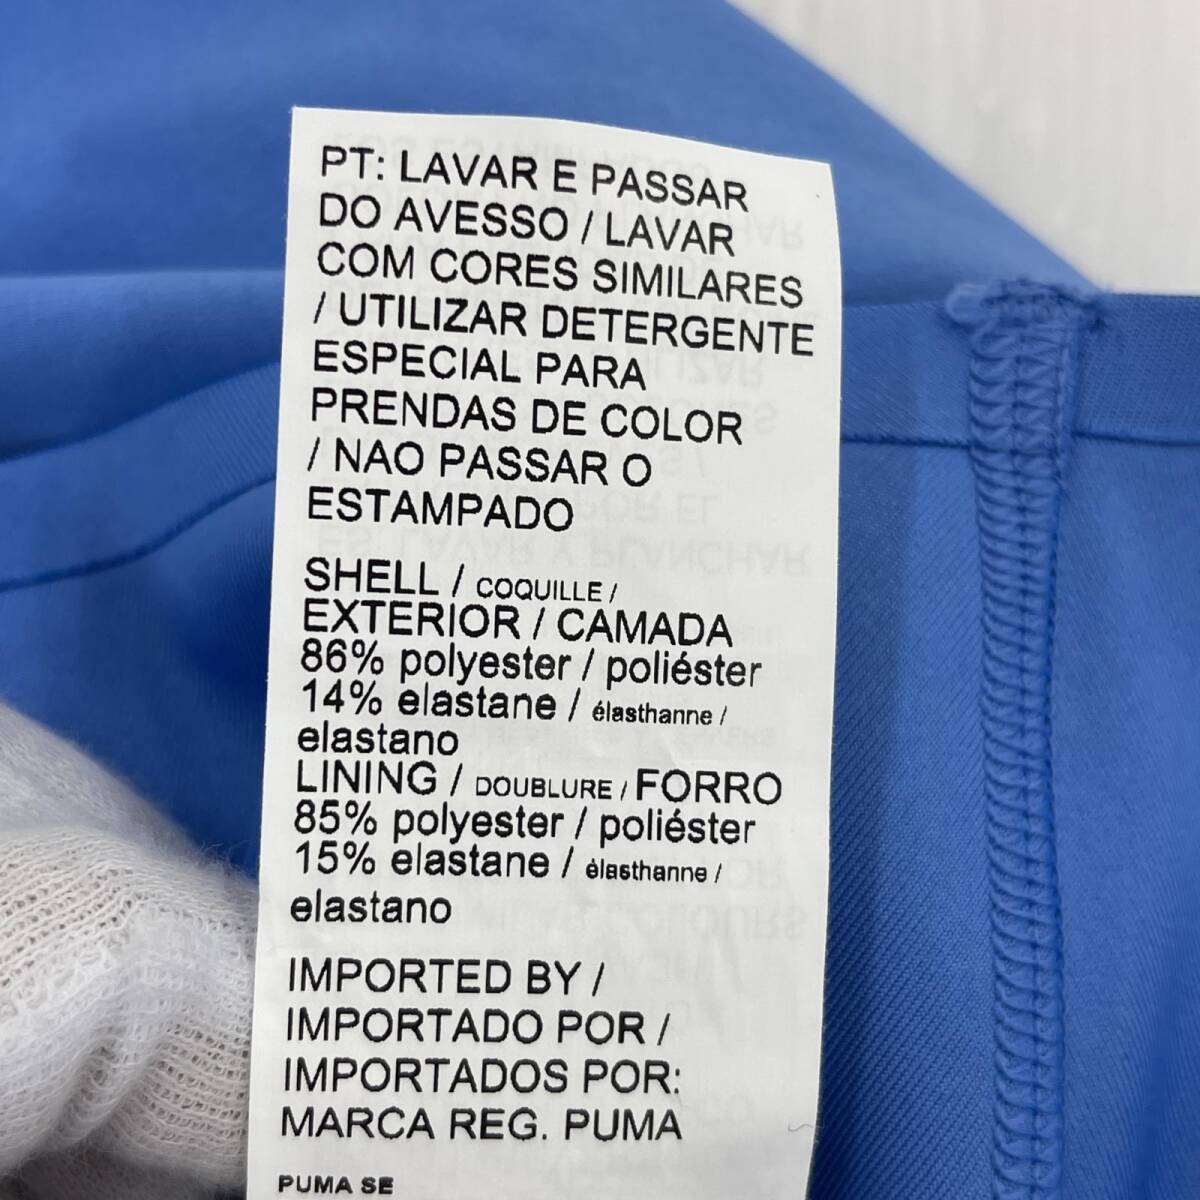 PT: LAVAR E PASSAR
DO AVESSO / LAVAR
COM CORES SIMILARES
/ UTILIZAR DETERGENTE
ESPECIAL PARA
PRENDAS DE COLOR
/ NAO PASSAR O
ESTAMPADO
SHELL / COQUILLE /
EXTERIOR / CAMADA
86% polyester / poliéster
14% elastane / élasthanne /
elastano
LINING / DOUBLURE / FORRO
85% polyester / poliéster
15% elastane / élasthanne /
elastano
IMPORTED BY /
IMPORTADO POR /
IMPORTADOS POR:
MARCA REG. PUMA
PUMA SE